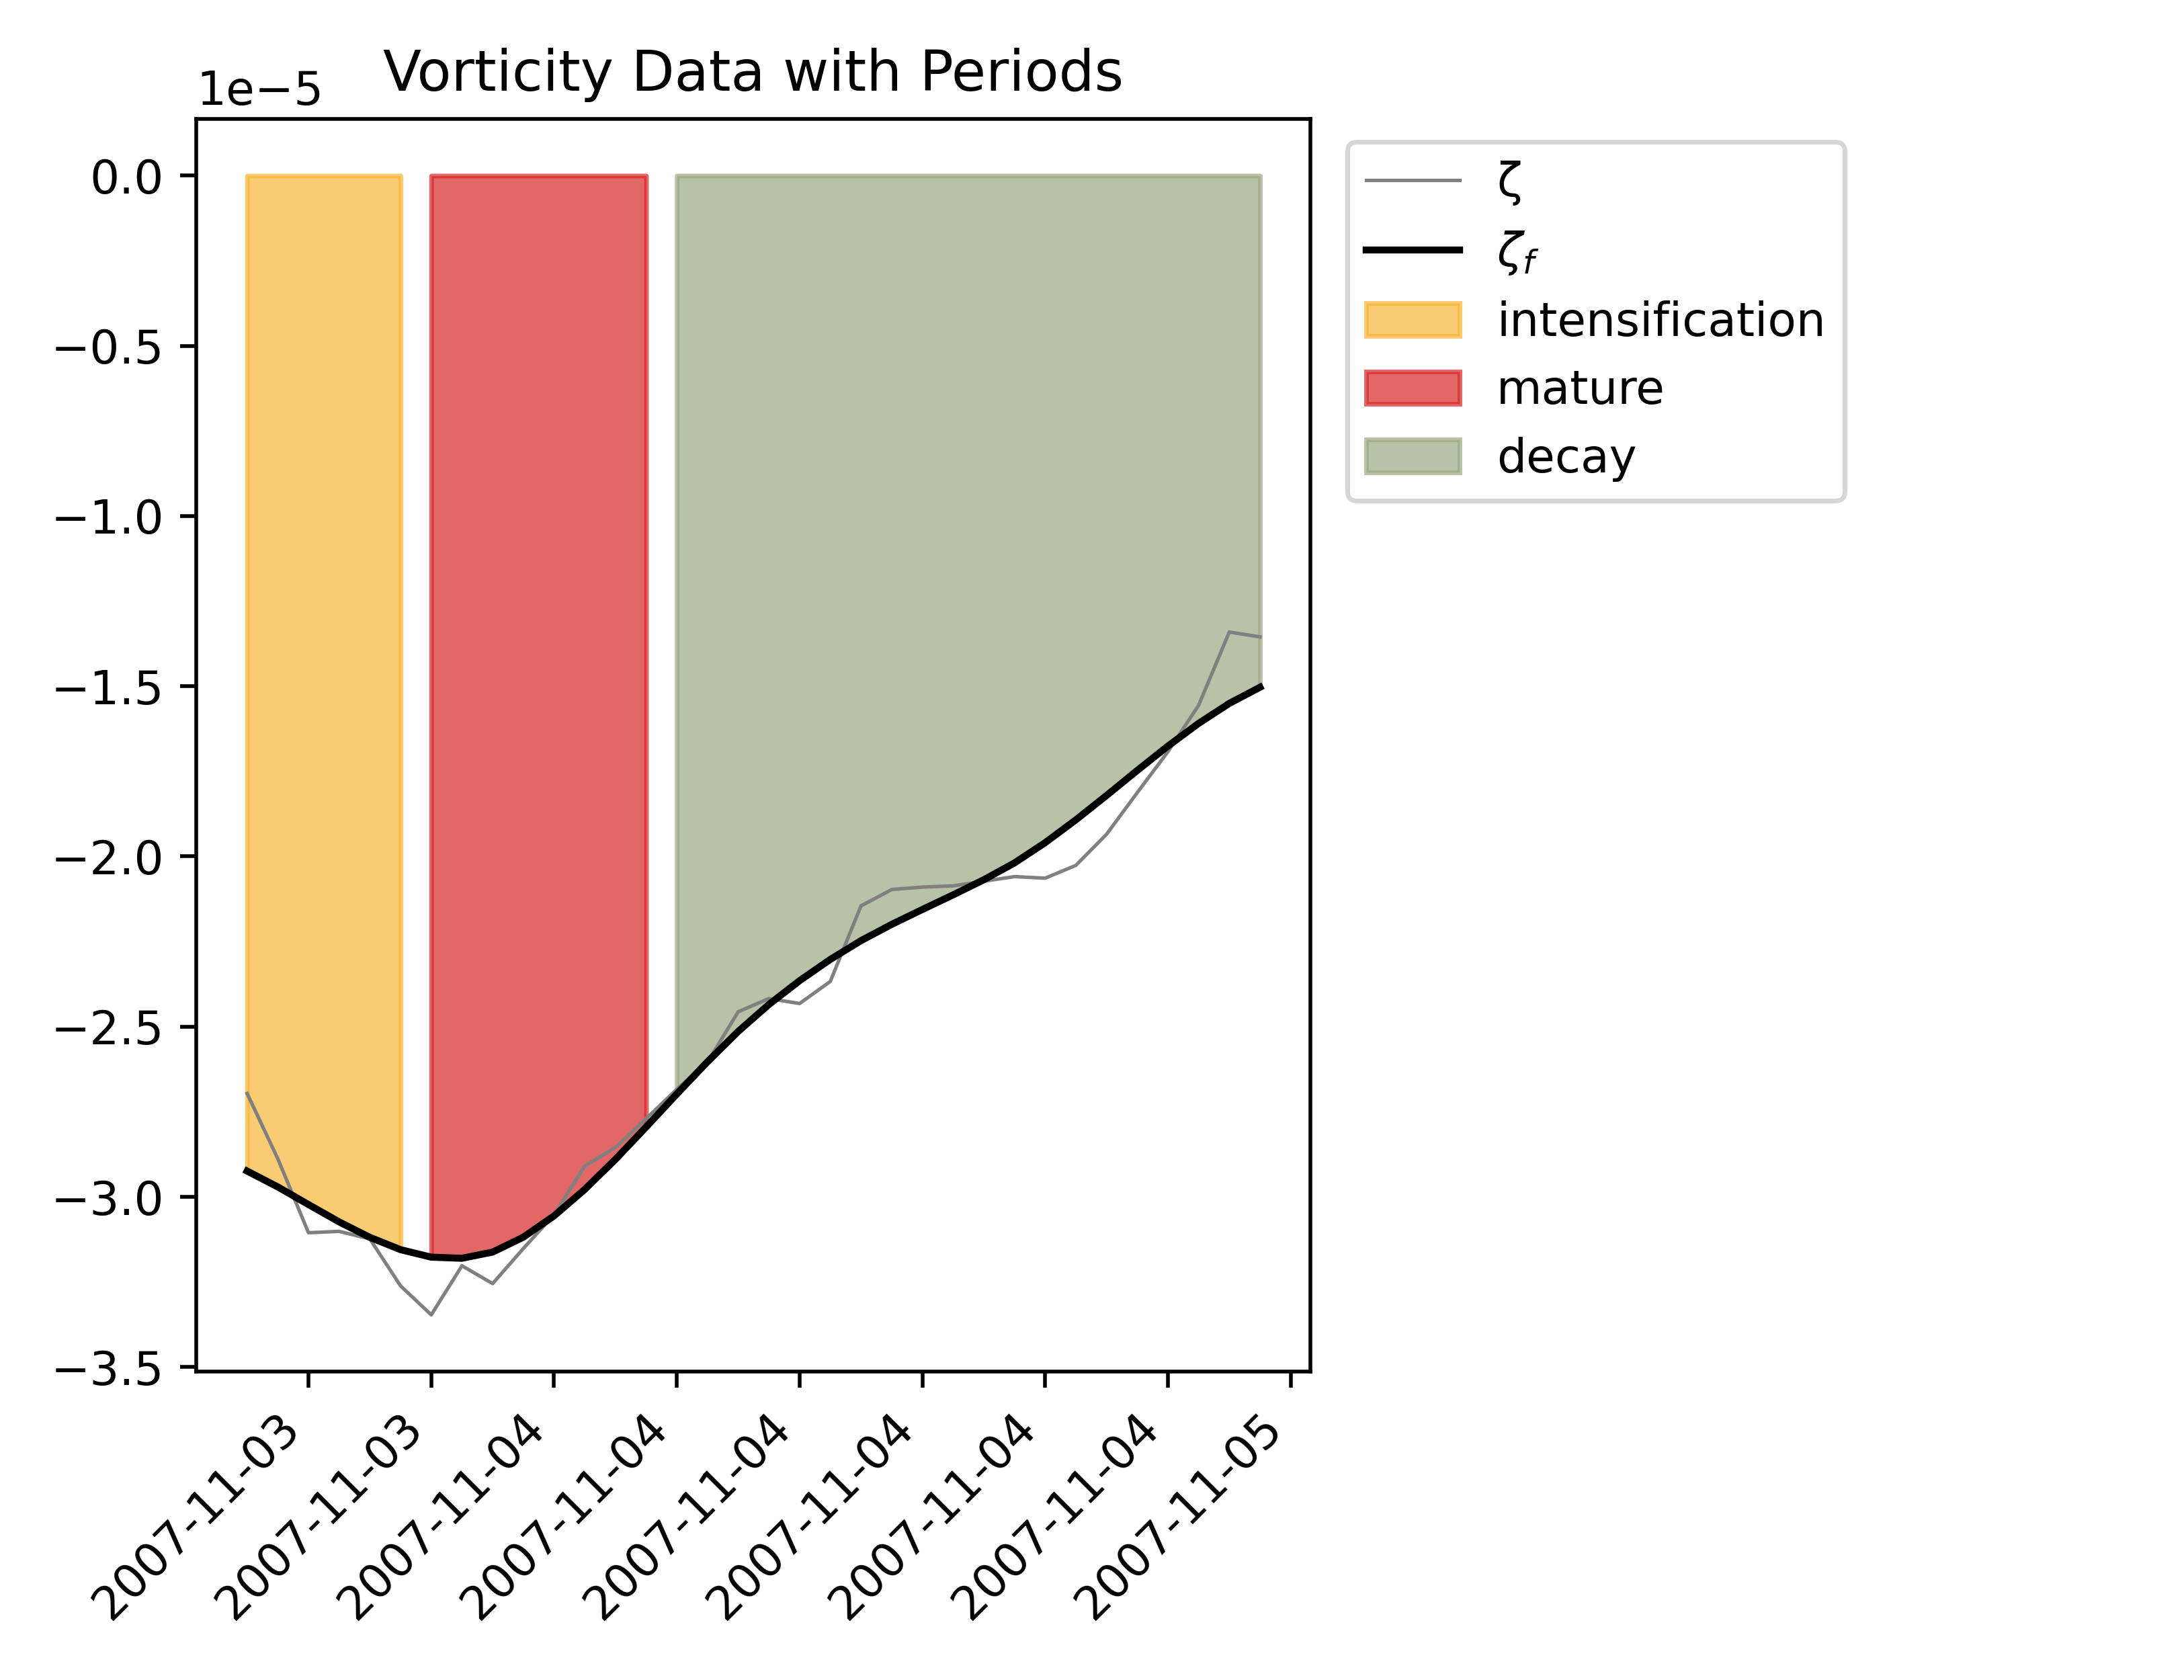 Vorticity Data with Periods
1e−5
0.0
−0.5
−1.0
−1.5
−2.0
−2.5
−3.0
−3.5
2007-11-03
2007-11-03
2007-11-04
2007-11-04
2007-11-04
2007-11-04
2007-11-04
2007-11-04
2007-11-05
ζ
ζf
intensification
mature
decay